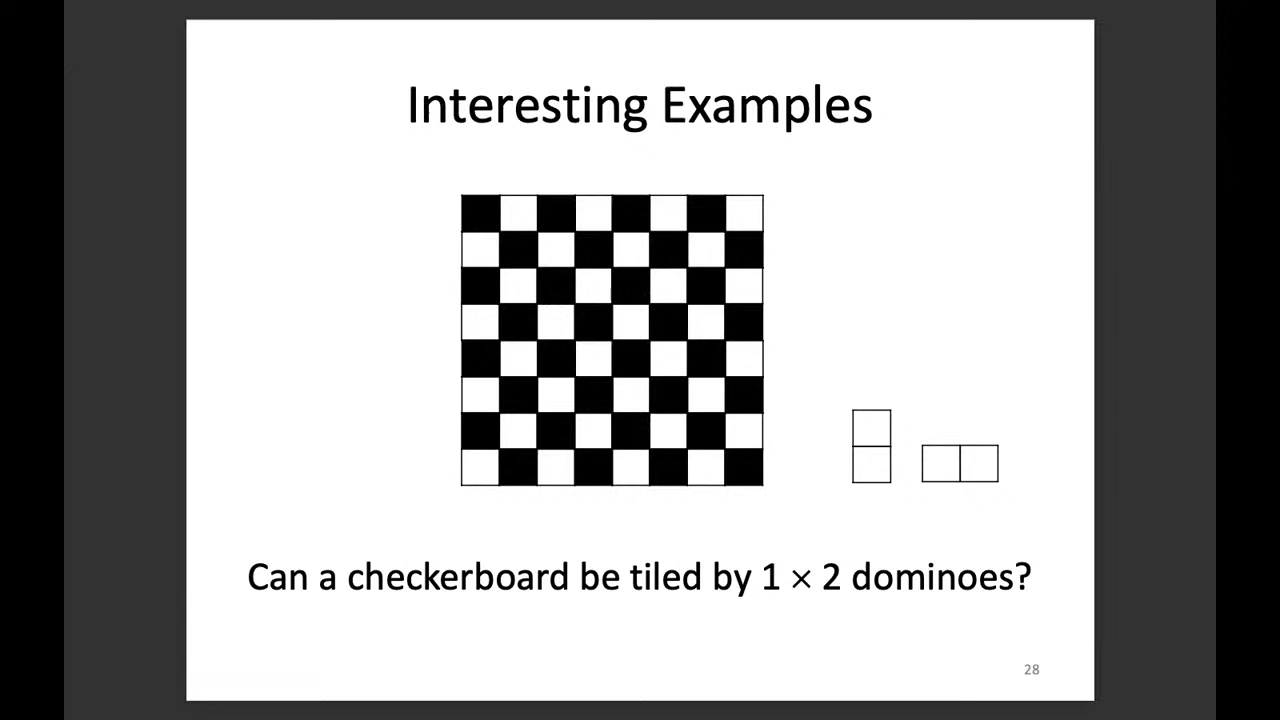 Interesting Examples
Can a checkerboard be tiled by 1 × 2 dominoes?
28